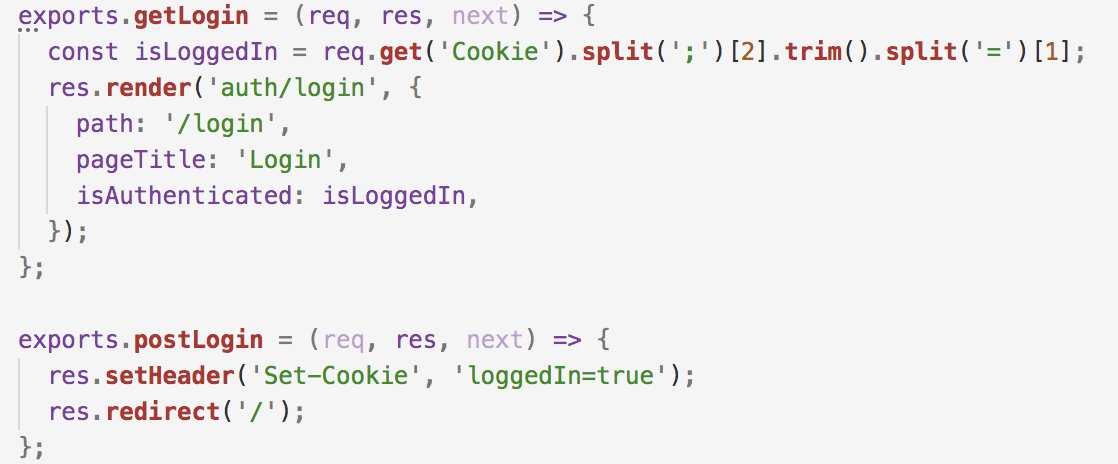 exports.getLogin = (req, res, next) => {
  const isLoggedIn = req.get('Cookie').split(';')[2].trim().split('=')[1];
  res.render('auth/login', {
    path: '/login',
    pageTitle: 'Login',
    isAuthenticated: isLoggedIn,
  });
};

exports.postLogin = (req, res, next) => {
  res.setHeader('Set-Cookie', 'loggedIn=true');
  res.redirect('/');
};